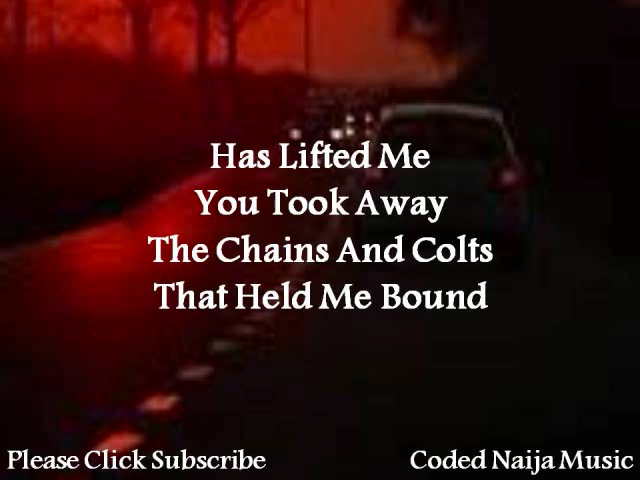 Has Lifted Me
You Took Away
The Chains And Colts
That Held Me Bound
Please Click Subscribe
Coded Naija Music